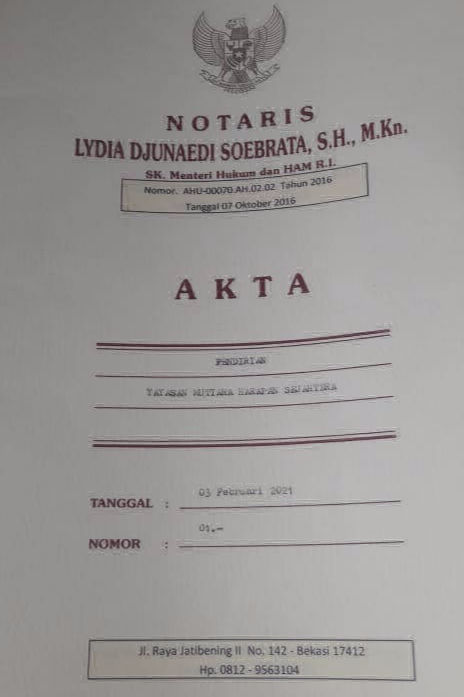 NOTARIS
LYDIA DJUNAEDI SOEBRATA, S.H., M.Kn.
SK. Menteri Hukum dan HAM R.I.
Nomor. AHU-00070.AH.02.02 Tahun 2016
Tanggal 07 Oktober 2016
AKTA
PENDIRIAN
YAYASAN MUTIARA HARAPAN SEJAHTERA
03 Februari 2021
TANGGAL :
01.-
NOMOR :
Jl. Raya Jatibening II No. 142 - Bekasi 17412
Hp. 0812 - 9563104